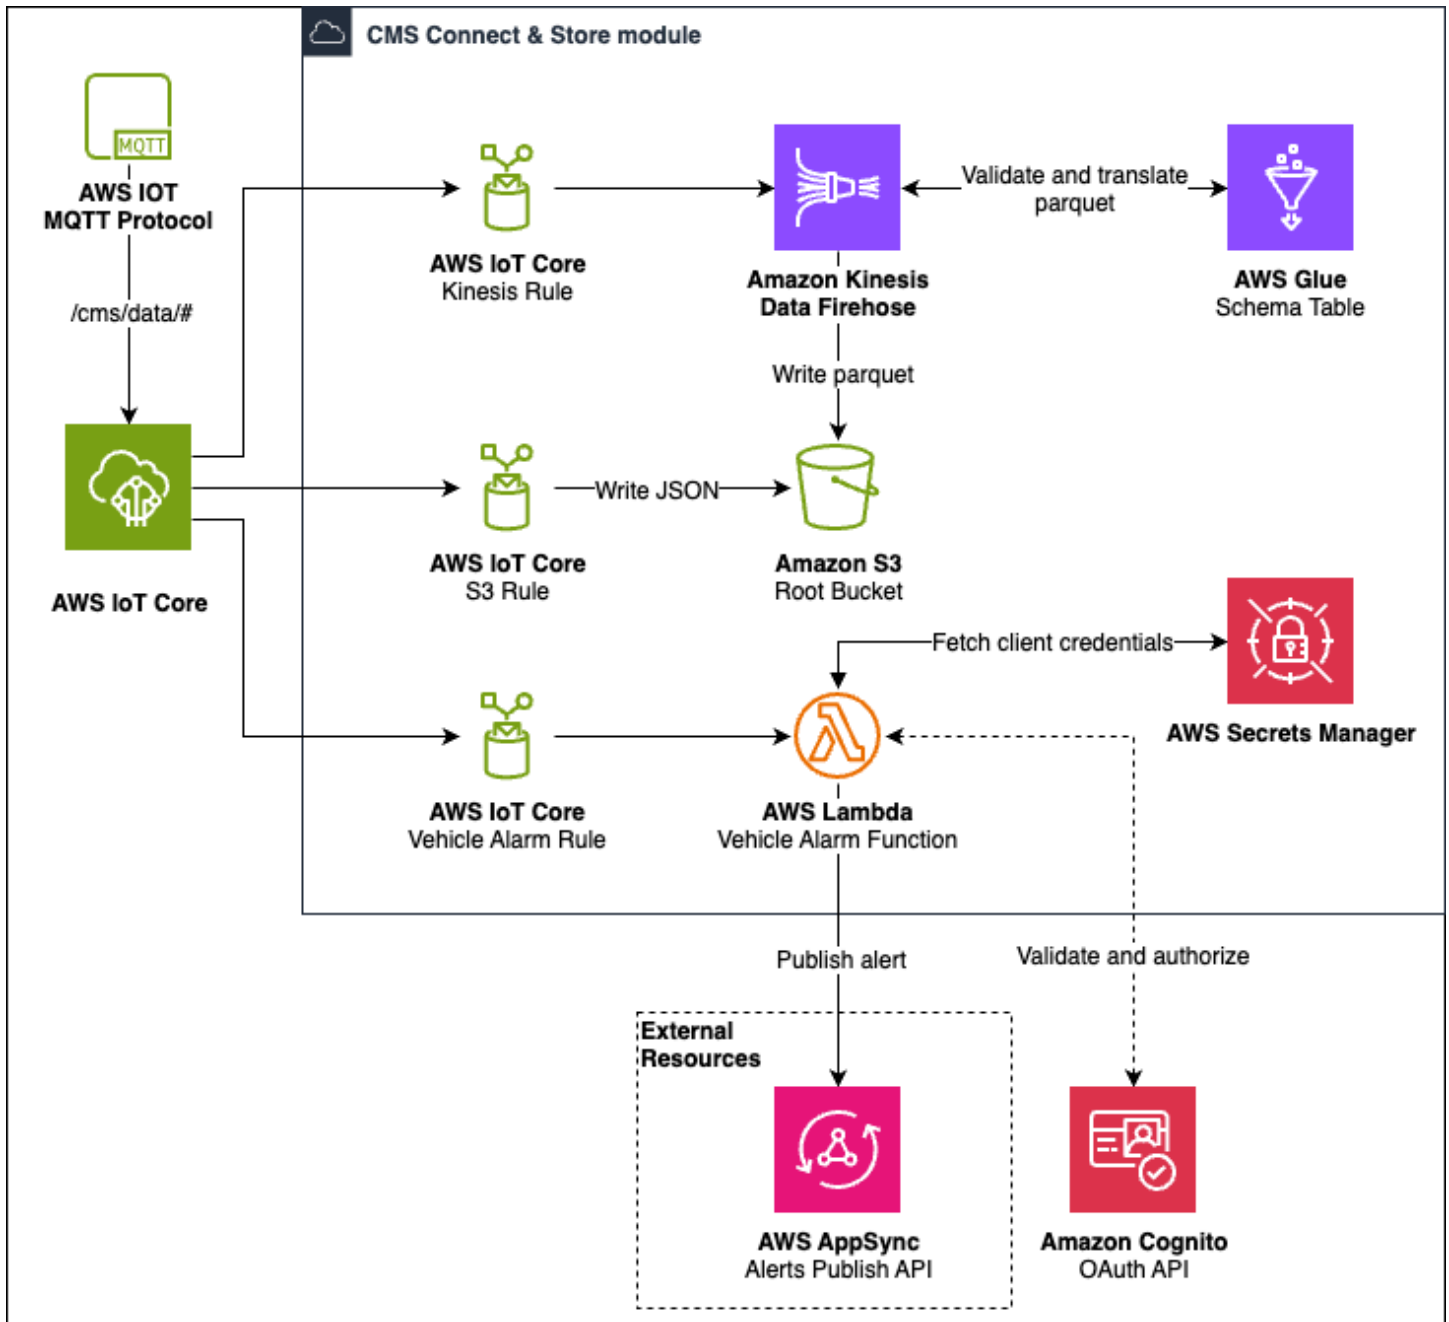 CMS Connect & Store module
MQTT
AWS IOT
MQTT Protocol
/cms/data/#
AWS IoT Core
AWS IoT Core
Kinesis Rule
Amazon Kinesis
Data Firehose
Validate and translate
parquet
AWS Glue
Schema Table
Write parquet
AWS IoT Core
S3 Rule
Write JSON
Amazon S3
Root Bucket
Fetch client credentials
AWS Secrets Manager
AWS IoT Core
Vehicle Alarm Rule
AWS Lambda
Vehicle Alarm Function
Publish alert
Validate and authorize
External
Resources
AWS AppSync
Alerts Publish API
Amazon Cognito
OAuth API